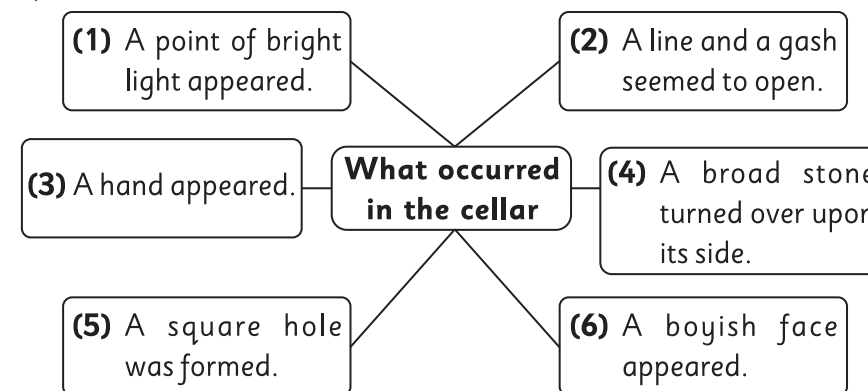 (1) A point of bright
light appeared.
(2) A line and a gash
seemed to open.
(3) A hand appeared.
What occurred
in the cellar
(4) A broad stone
turned over upon
its side.
(5) A square hole
was formed.
(6) A boyish face
appeared.